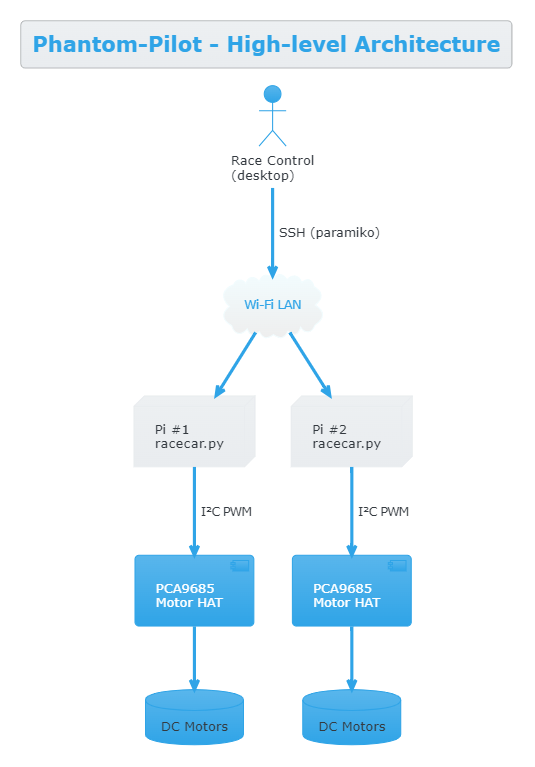 Phantom-Pilot - High-level Architecture
Race Control
(desktop)
SSH (paramiko)
Wi-Fi LAN
Pi #1
racecar.py
Pi #2
racecar.py
I²C PWM
I²C PWM
PCA9685
Motor HAT
PCA9685
Motor HAT
DC Motors
DC Motors